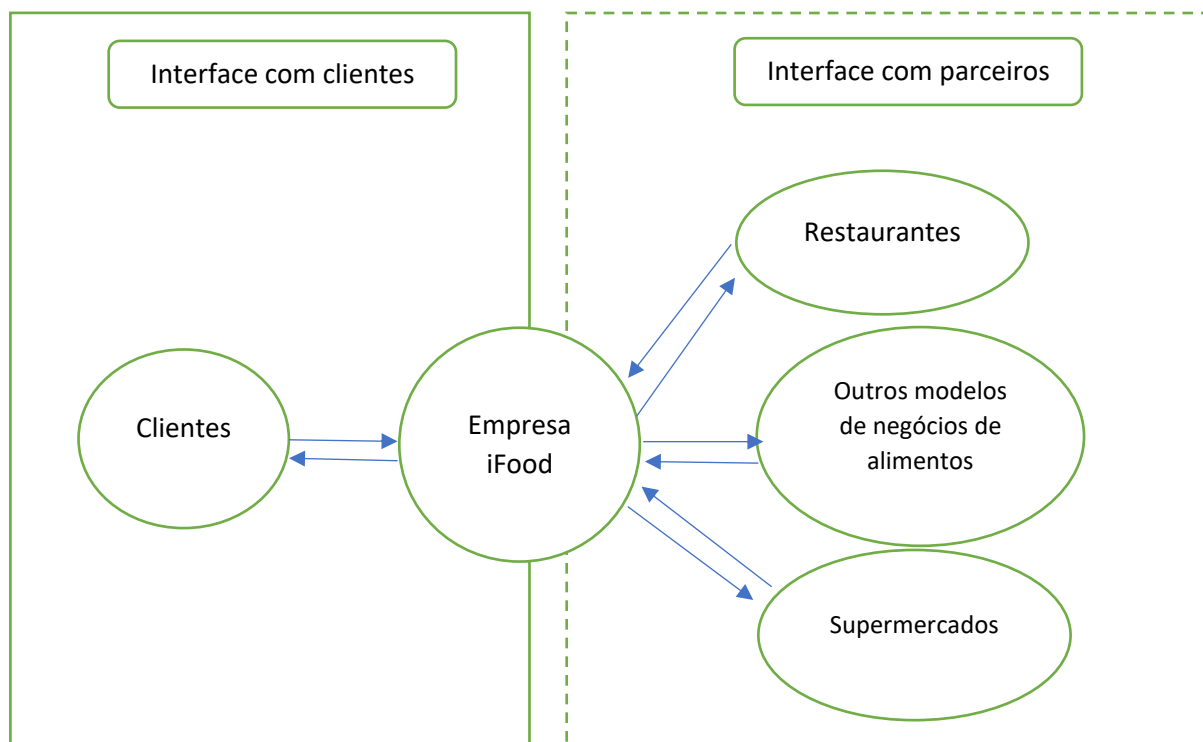 Interface com clientes
Interface com parceiros
Restaurantes
Clientes
Empresa
iFood
Outros modelos
de negócios de
alimentos
Supermercados